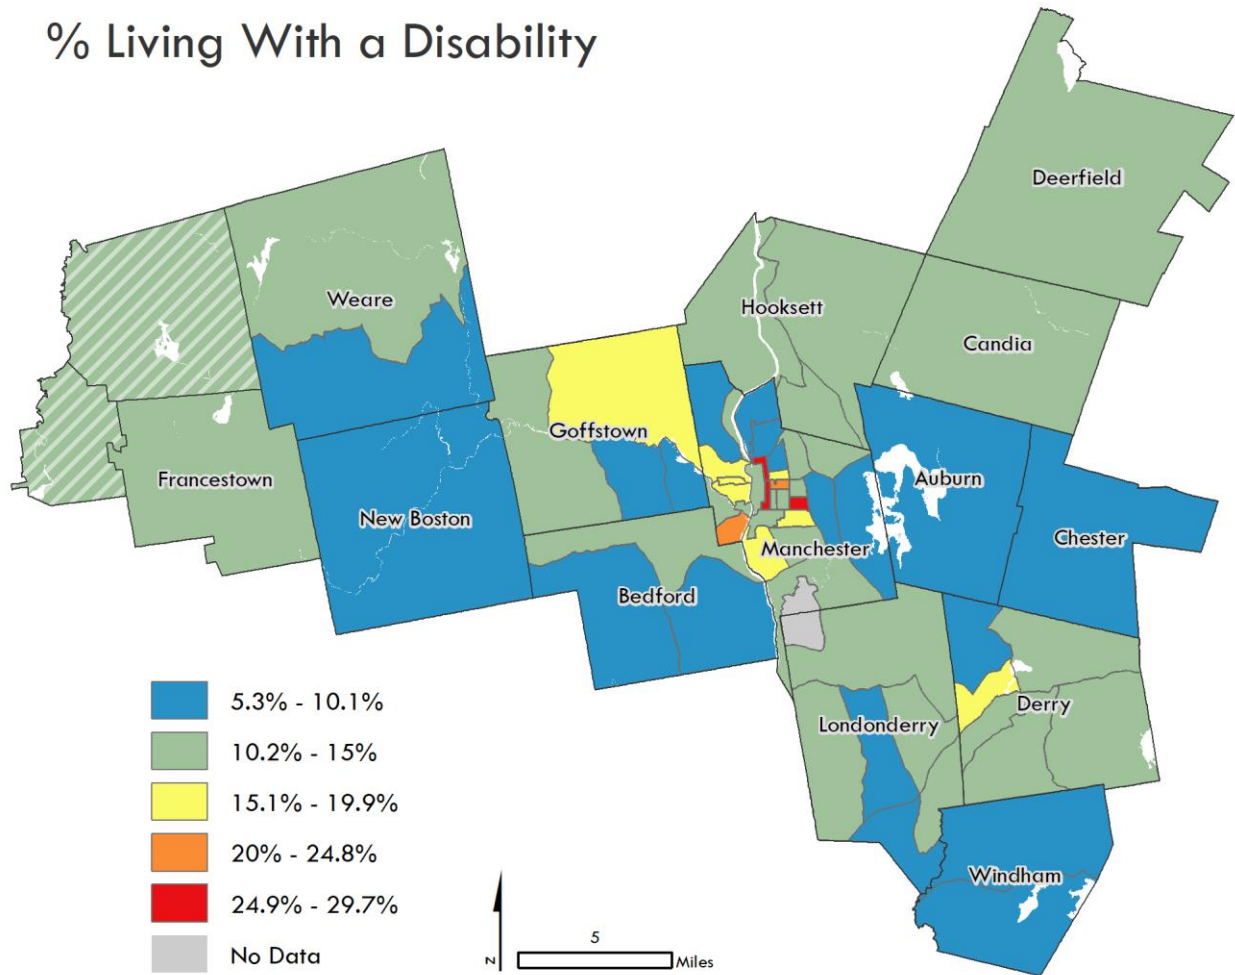 % Living With a Disability
Deerfield
Weare
Hooksett
Candia
Goffstown
Francestown
Auburn
New Boston
Chester
Manchester
Bedford
Derry
Londonderry
Windham
5.3% - 10.1%
10.2% - 15%
15.1% - 19.9%
20% - 24.8%
24.9% - 29.7%
No Data
N
5
Miles